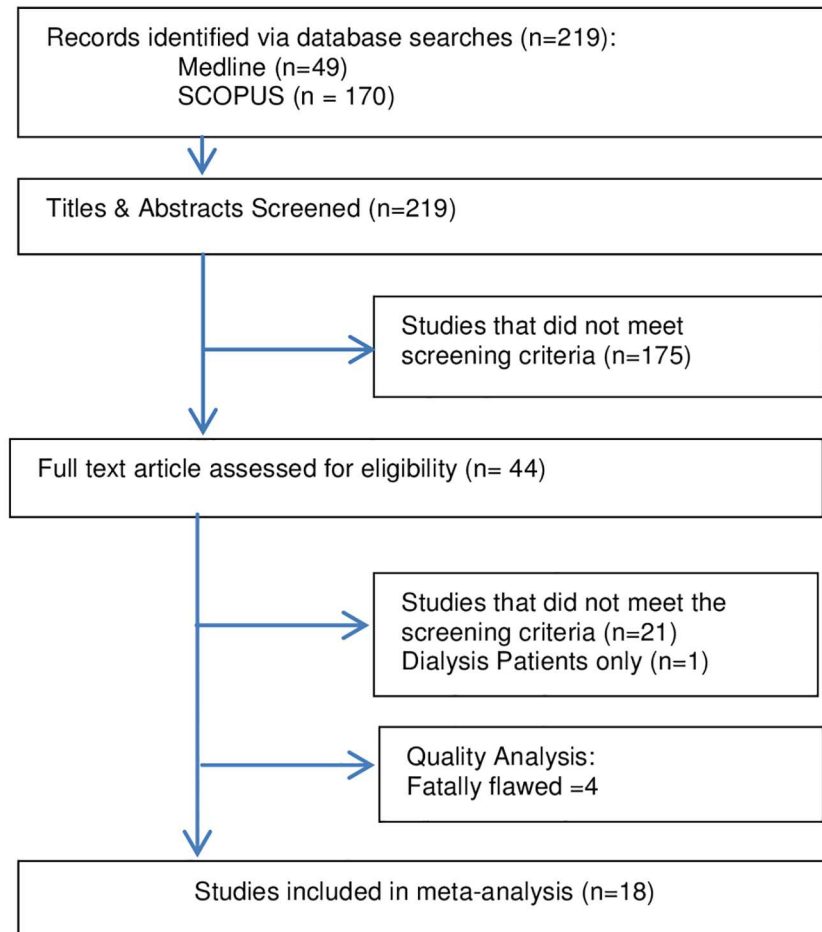 Records identified via database searches (n=219):
Medline (n=49)
SCOPUS (n = 170)
Titles & Abstracts Screened (n=219)
Studies that did not meet
screening criteria (n=175)
Full text article assessed for eligibility (n= 44)
Studies that did not meet the
screening criteria (n=21)
Dialysis Patients only (n=1)
Quality Analysis:
Fatally flawed =4
Studies included in meta-analysis (n=18)